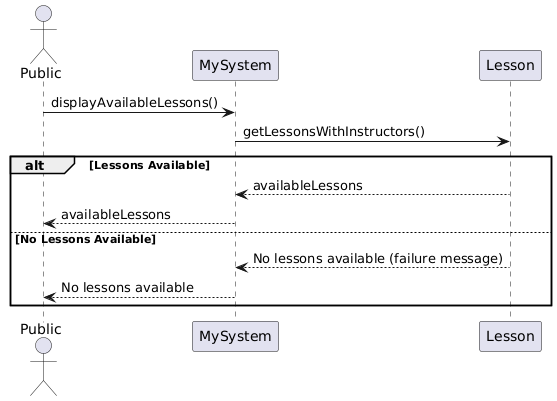 Public
MySystem
Lesson
displayAvailableLessons()
getLessonsWithInstructors()
alt
[Lessons Available]
availableLessons
availableLessons
[No Lessons Available]
No lessons available (failure message)
No lessons available
Public
MySystem
Lesson